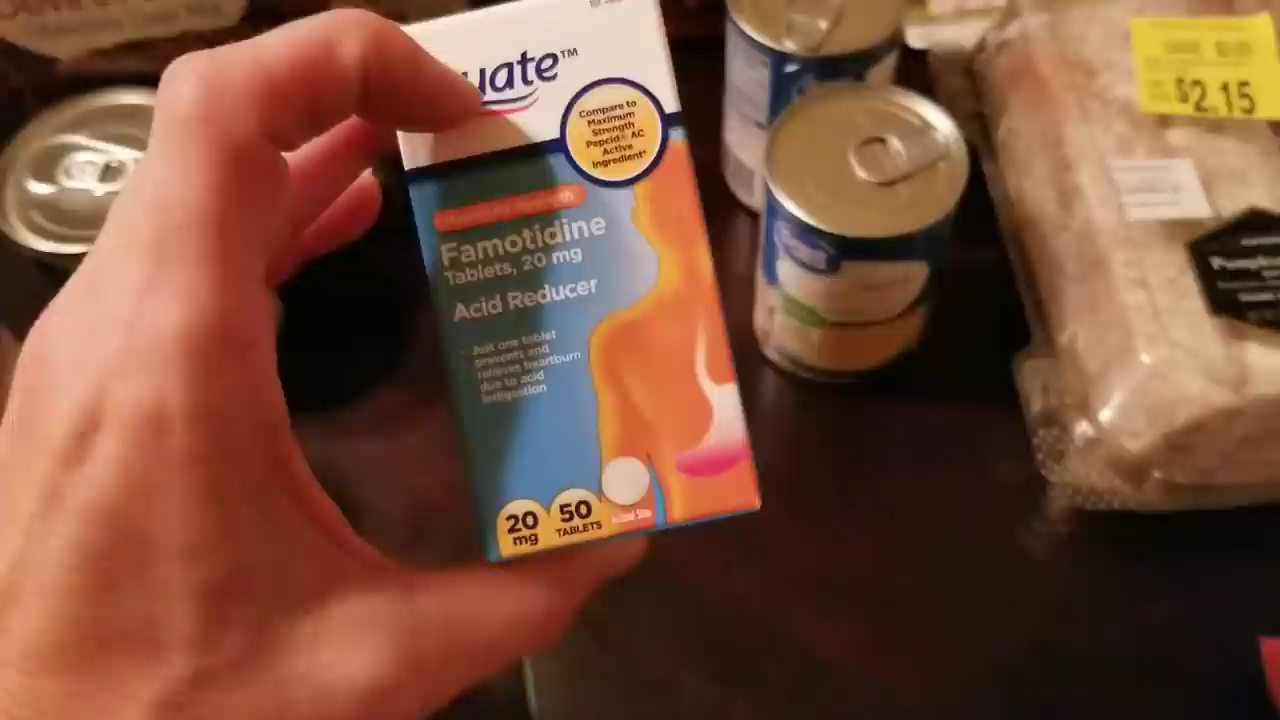 uate™
Compare to
Maximum
Strength
Pepcid® AC
Active
Ingredient*
Famotidine
Tablets, 20 mg
Acid Reducer
Just one tablet
prevents and
relieves heartburn
due to acid
indigestion
20
mg
50
TABLETS
$2.15